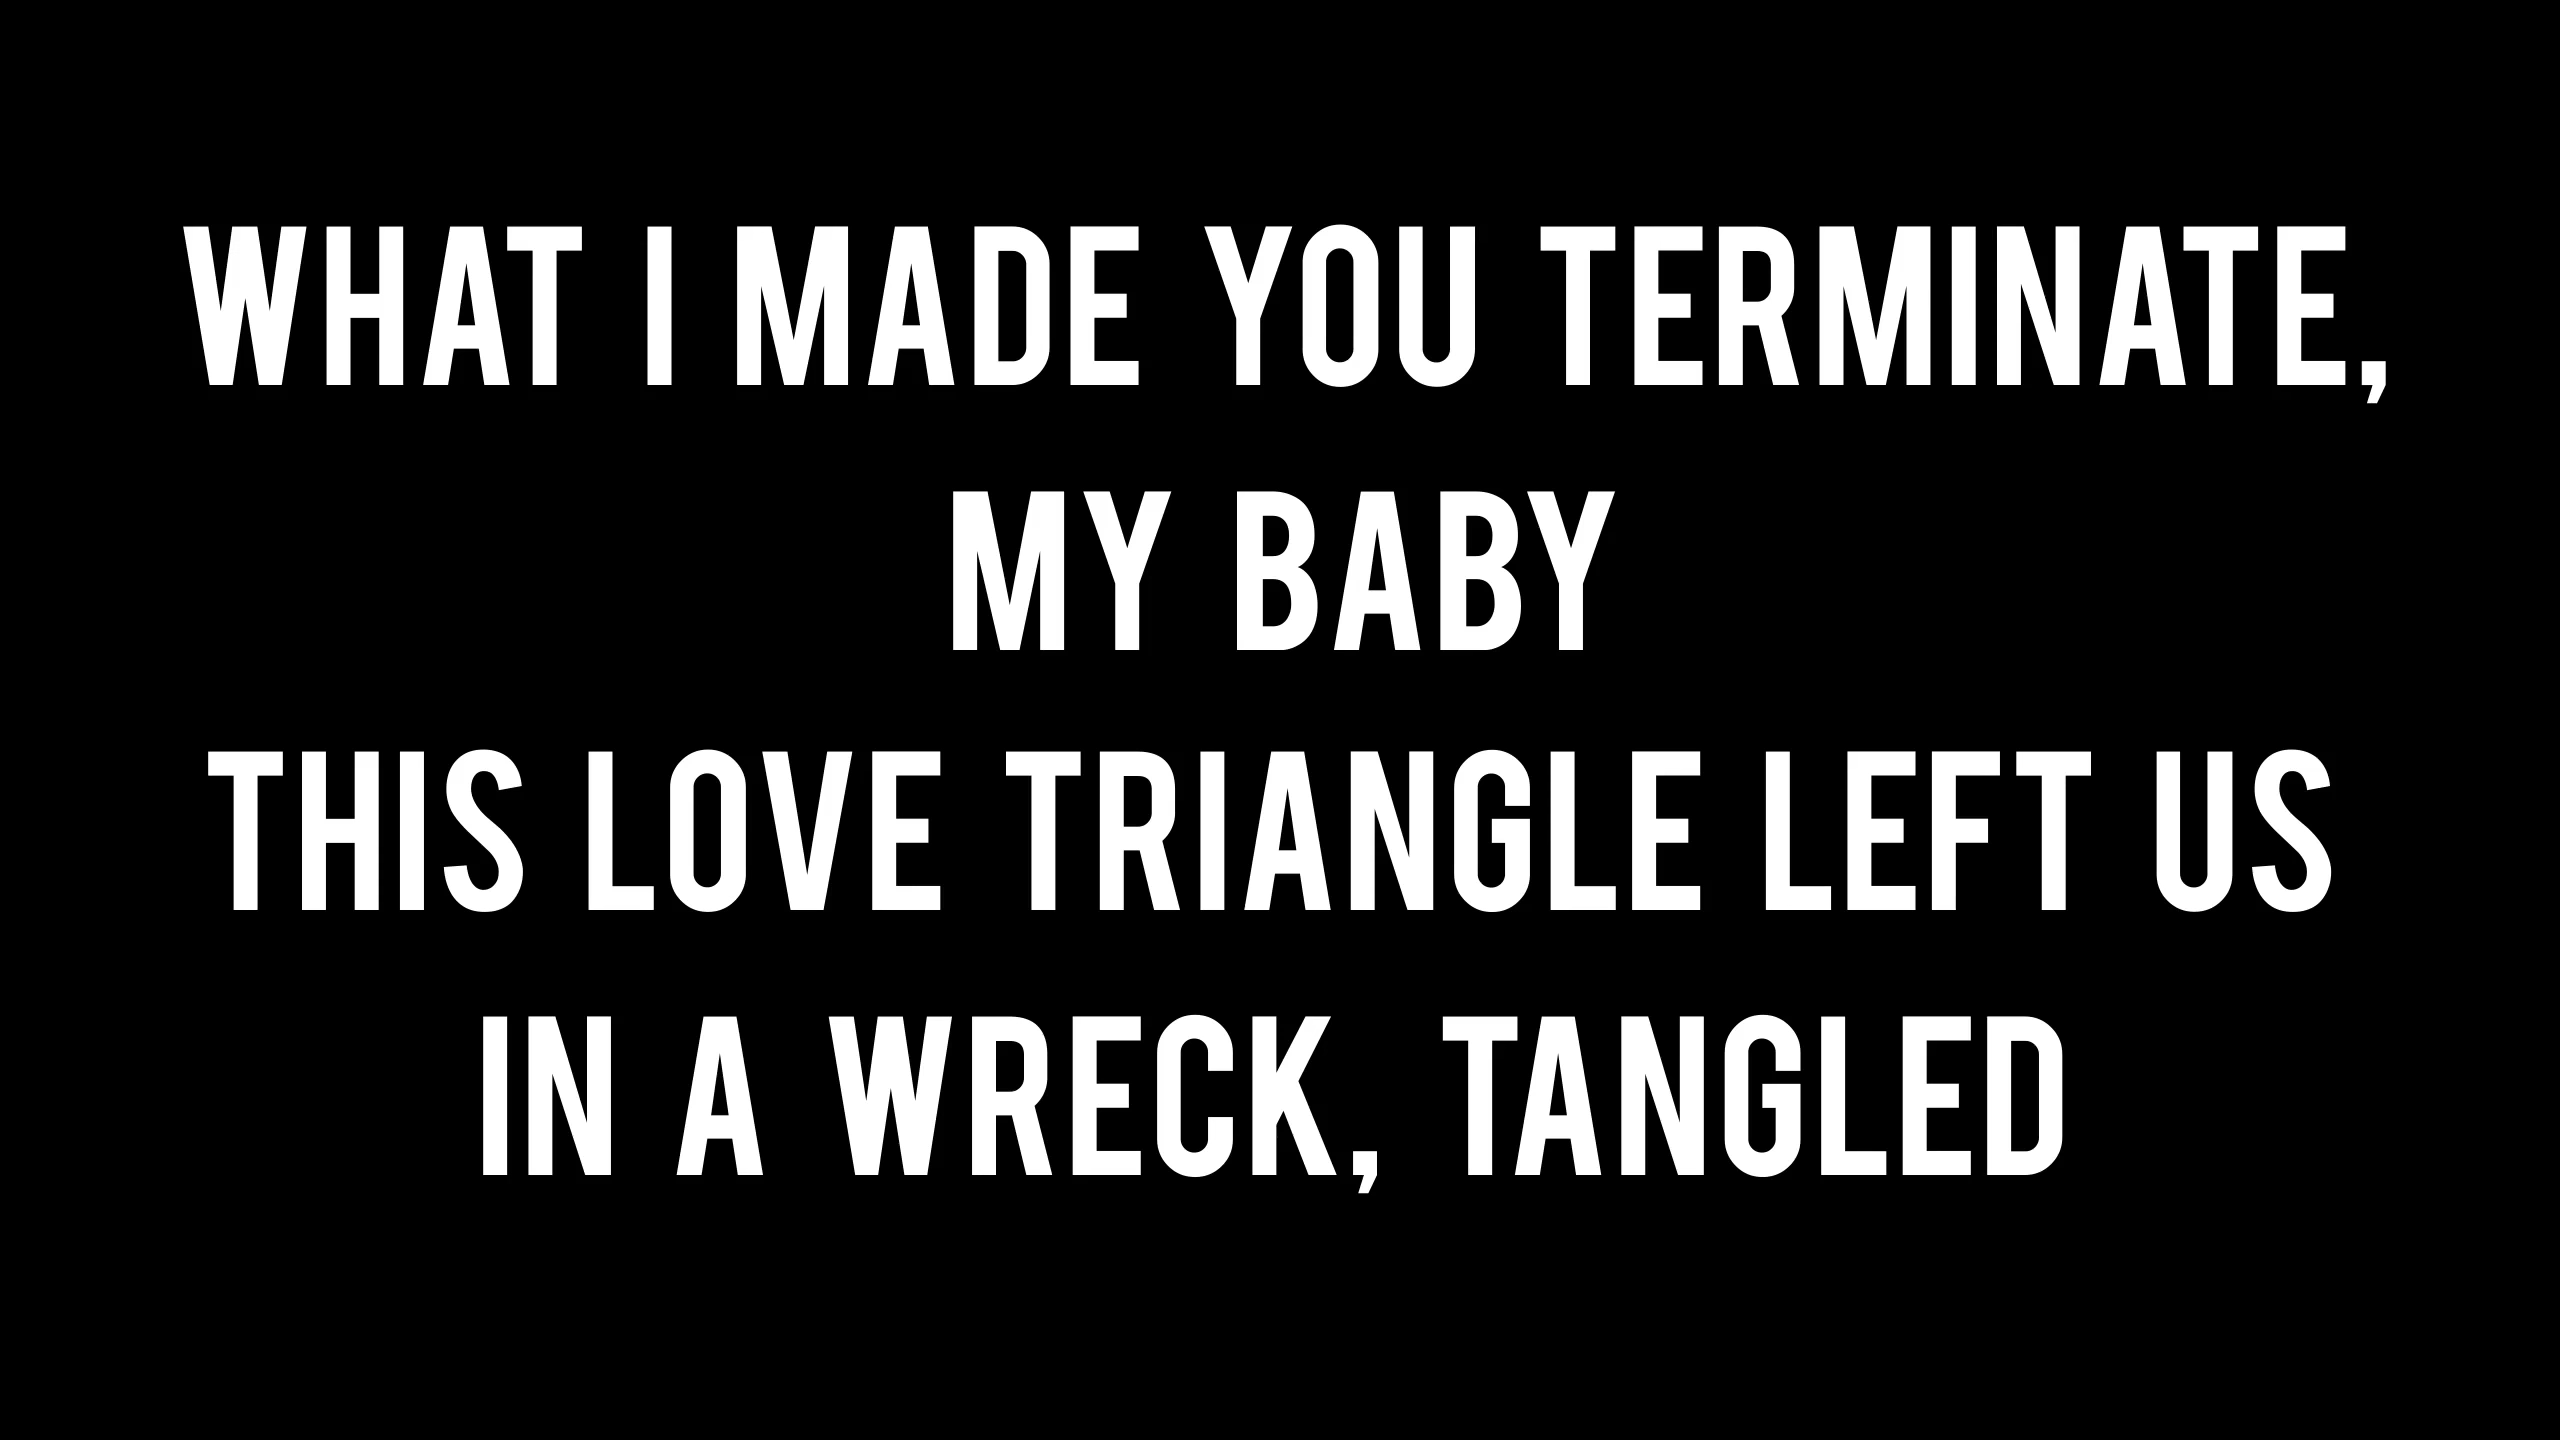 WHAT I MADE YOU TERMINATE,
MY BABY
THIS LOVE TRIANGLE LEFT US
IN A WRECK, TANGLED